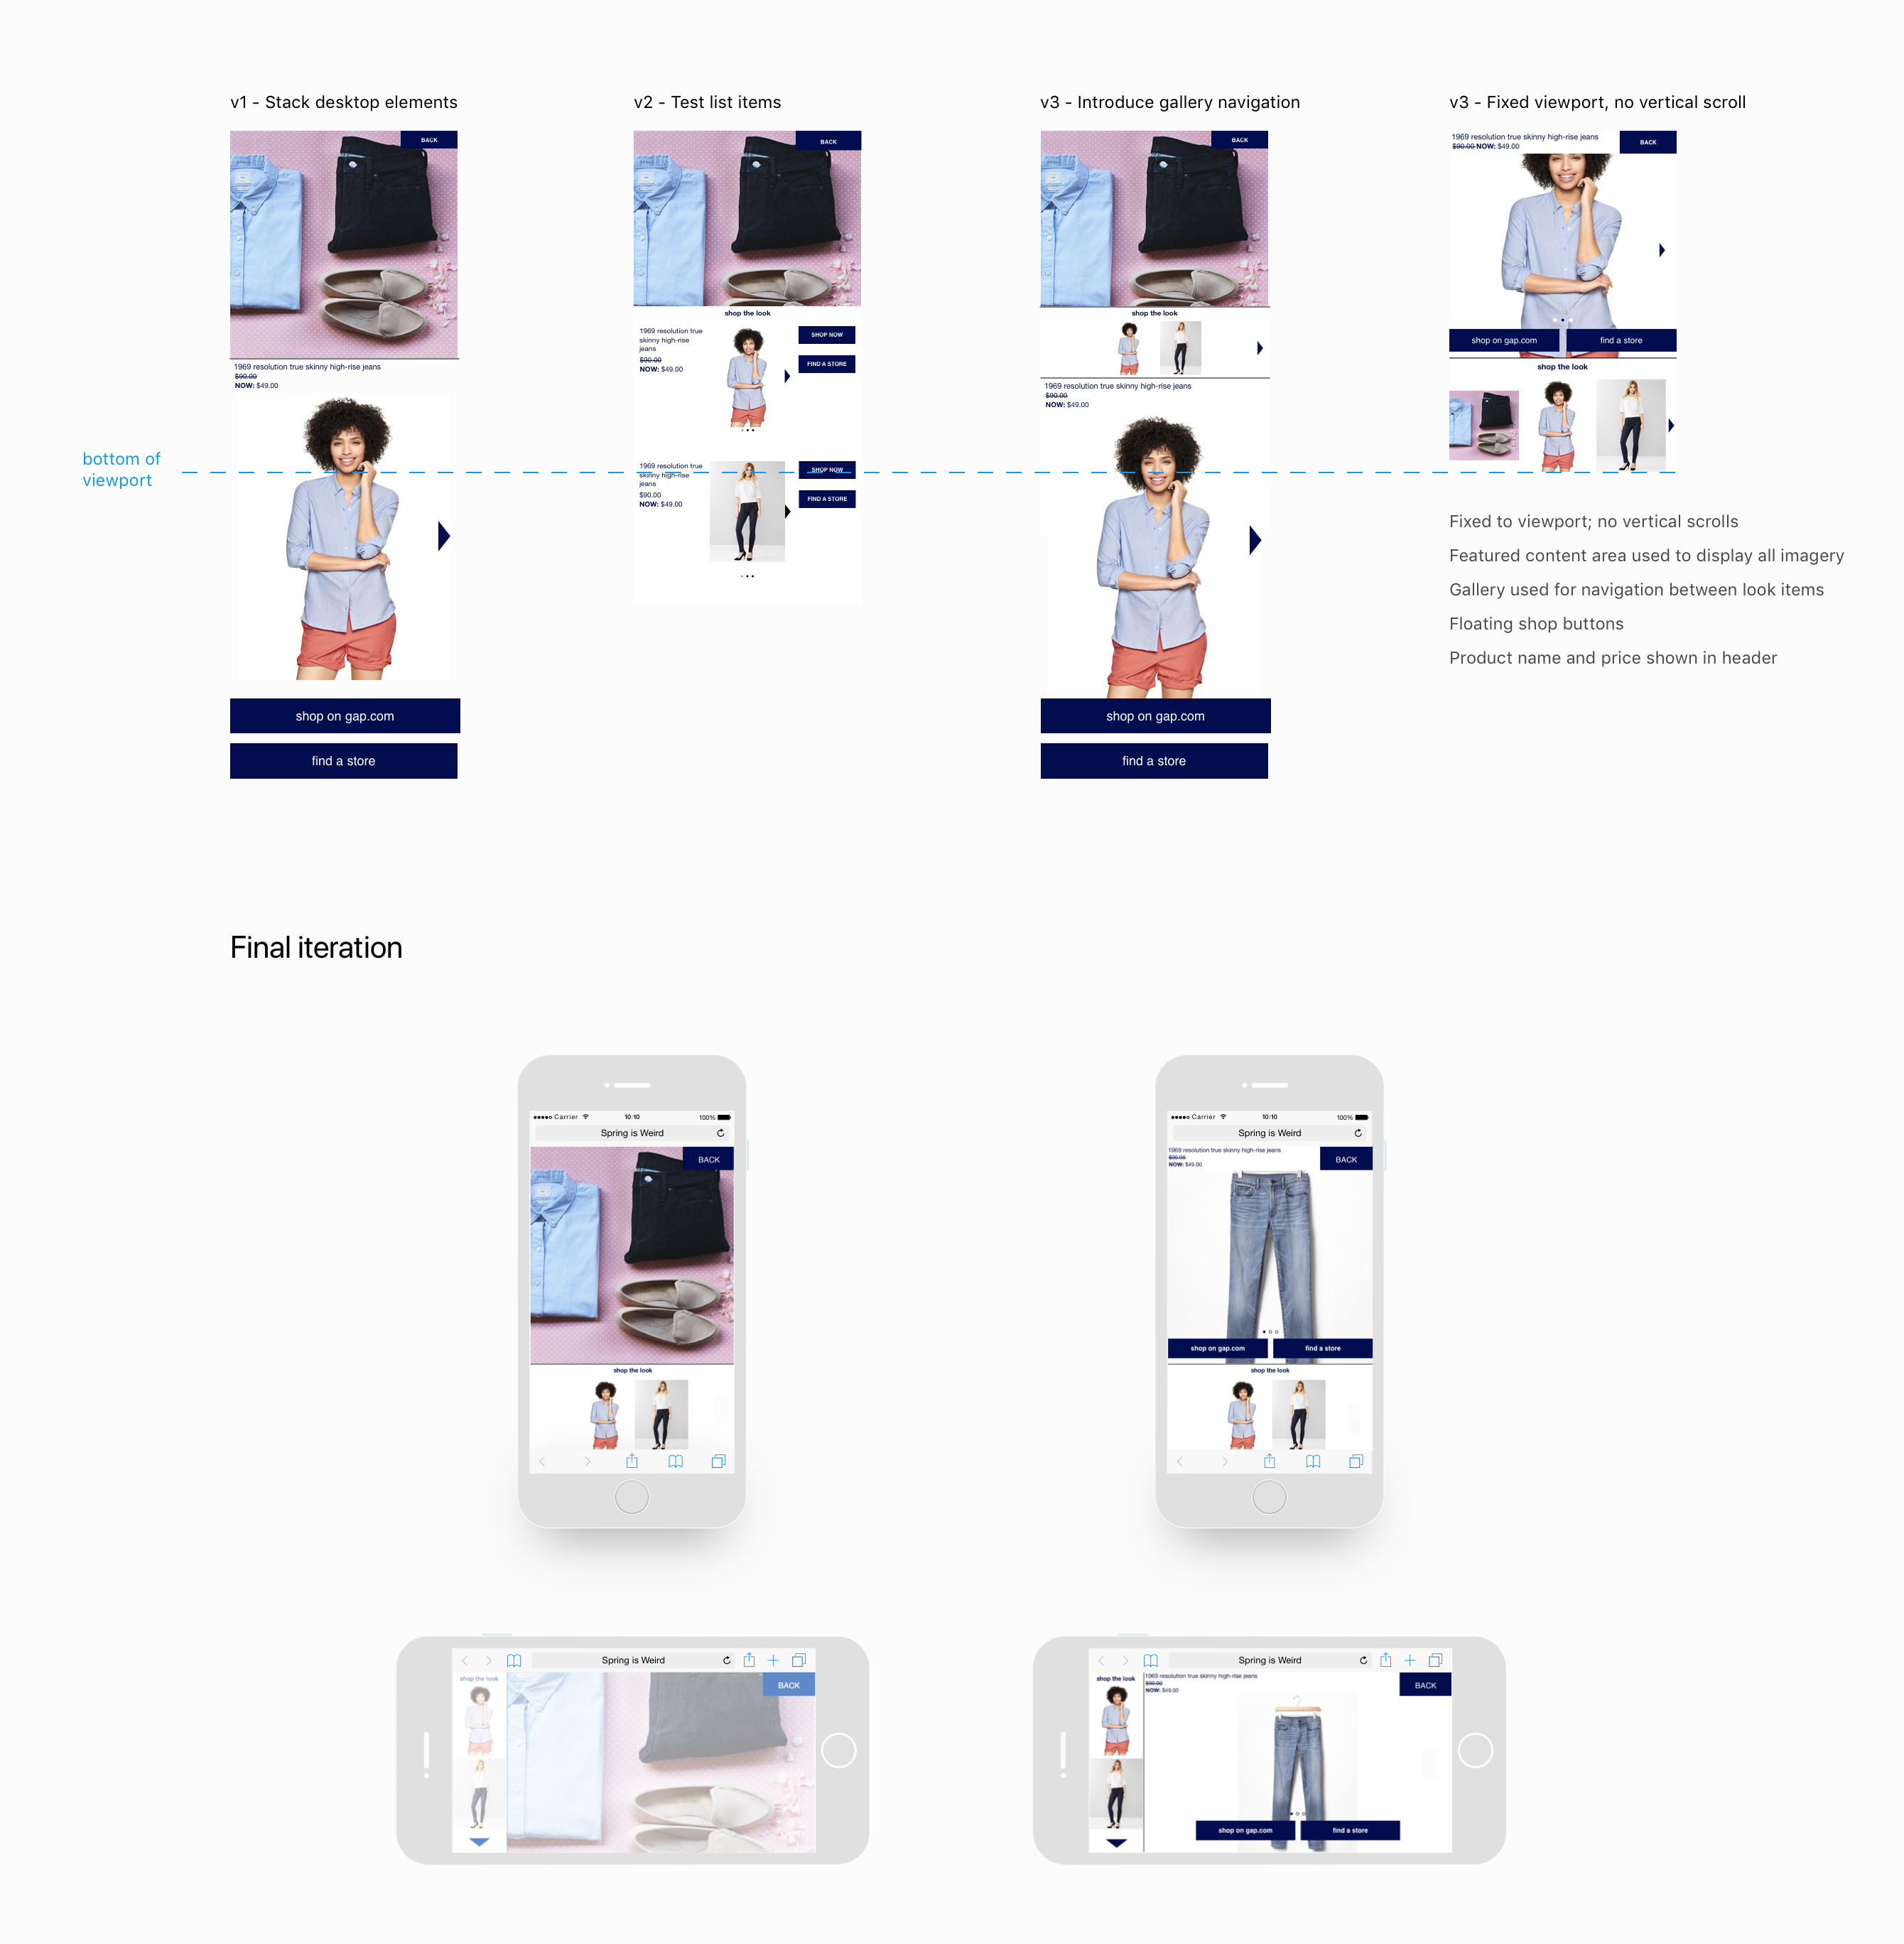 v1 - Stack desktop elements
v2 - Test list items
v3 - Introduce gallery navigation
v3 - Fixed viewport, no vertical scroll
BACK
1969 resolution true skinny high-rise jeans
$90.00
NOW: $49.00
shop on gap.com
find a store
BACK
shop the look
1969 resolution true
skinny high-rise
jeans
$90.00
NOW: $49.00
SHOP NOW
FIND A STORE
1969 resolution true
skinny high-rise
jeans
$90.00
NOW: $49.00
SHOP NOW
FIND A STORE
BACK
shop the look
1969 resolution true skinny high-rise jeans
$90.00
NOW: $49.00
shop on gap.com
find a store
1969 resolution true skinny high-rise jeans
$90.00 NOW: $49.00
BACK
shop on gap.com
find a store
shop the look
bottom of
viewport
Fixed to viewport; no vertical scrolls
Featured content area used to display all imagery
Gallery used for navigation between look items
Floating shop buttons
Product name and price shown in header
Final iteration
Carrier 10:10 100%
Spring is Weird
BACK
shop the look
Carrier 10:10 100%
Spring is Weird
1969 resolution true skinny high-rise jeans
$90.00
NOW: $49.00
BACK
shop on gap.com
find a store
shop the look
Spring is Weird
shop the look
BACK
Spring is Weird
shop the look
1969 resolution true skinny high-rise jeans
$90.00
NOW: $49.00
BACK
shop on gap.com
find a store